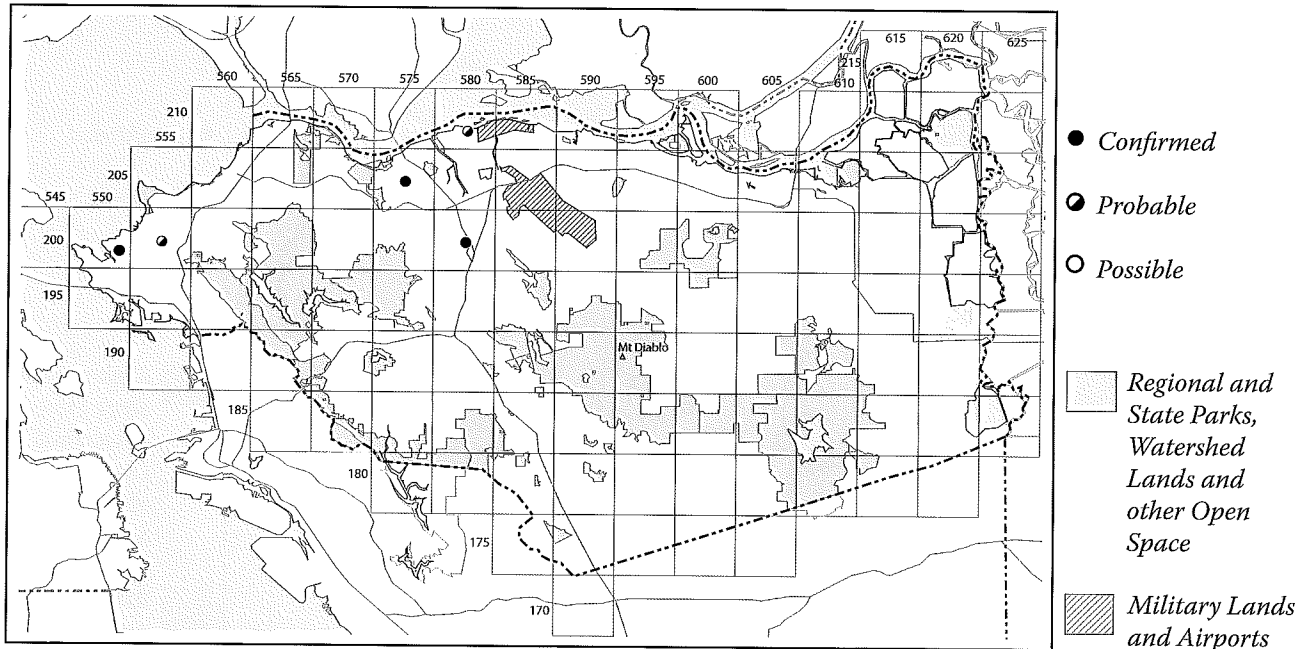 615 620 625
215
560 565 570 575 580 585 590 595 600 605 610
210
555
205
545 550
200
195
190
Mt Diablo
185
180
175
170
Confirmed
Probable
Possible
Regional and
State Parks,
Watershed
Lands and
other Open
Space
Military Lands
and Airports